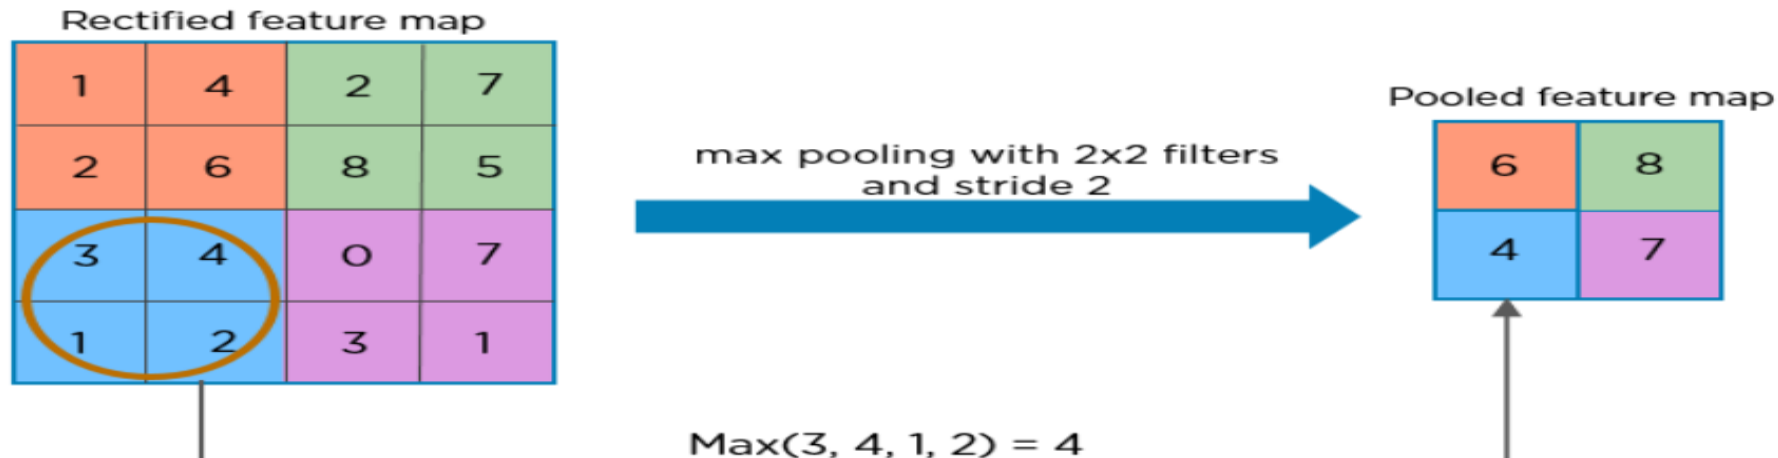 Rectified feature map
1 4 2 7
2 6 8 5
3 4 0 7
1 2 3 1
max pooling with 2x2 filters
and stride 2
Pooled feature map
6 8
4 7
Max(3, 4, 1, 2) = 4